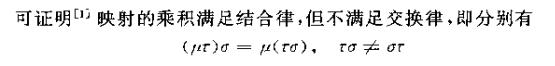 可证明[1]映射的乘积满足结合律,但不满足交换律,即分别有
(μτ)σ = μ(τσ), τσ ≠ στ